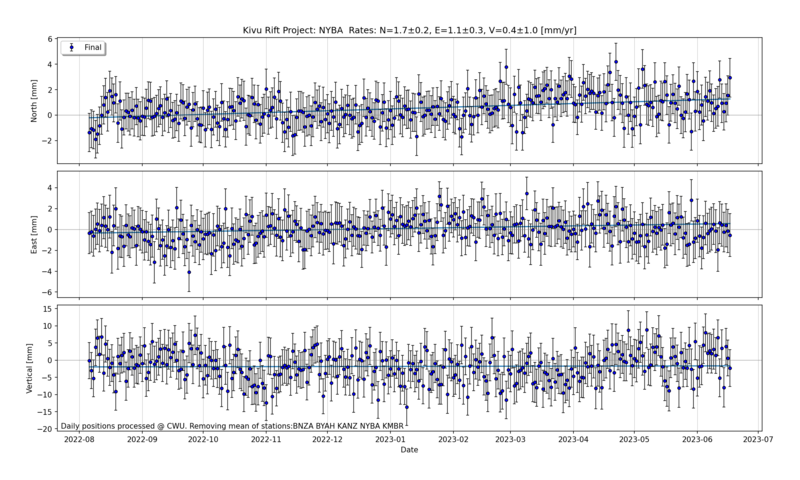 Kivu Rift Project: NYBA Rates: N=1.7±0.2, E=1.1±0.3, V=0.4±1.0 [mm/yr]
Final
North [mm]
6
4
2
0
−2
East [mm]
4
2
0
−2
−4
−6
Vertical [mm]
15
10
5
0
−5
−10
−15
−20
Daily positions processed @ CWU. Removing mean of stations:BNZA BYAH KANZ NYBA KMBR
2022-08 2022-09 2022-10 2022-11 2022-12 2023-01 2023-02 2023-03 2023-04 2023-05 2023-06 2023-07
Date